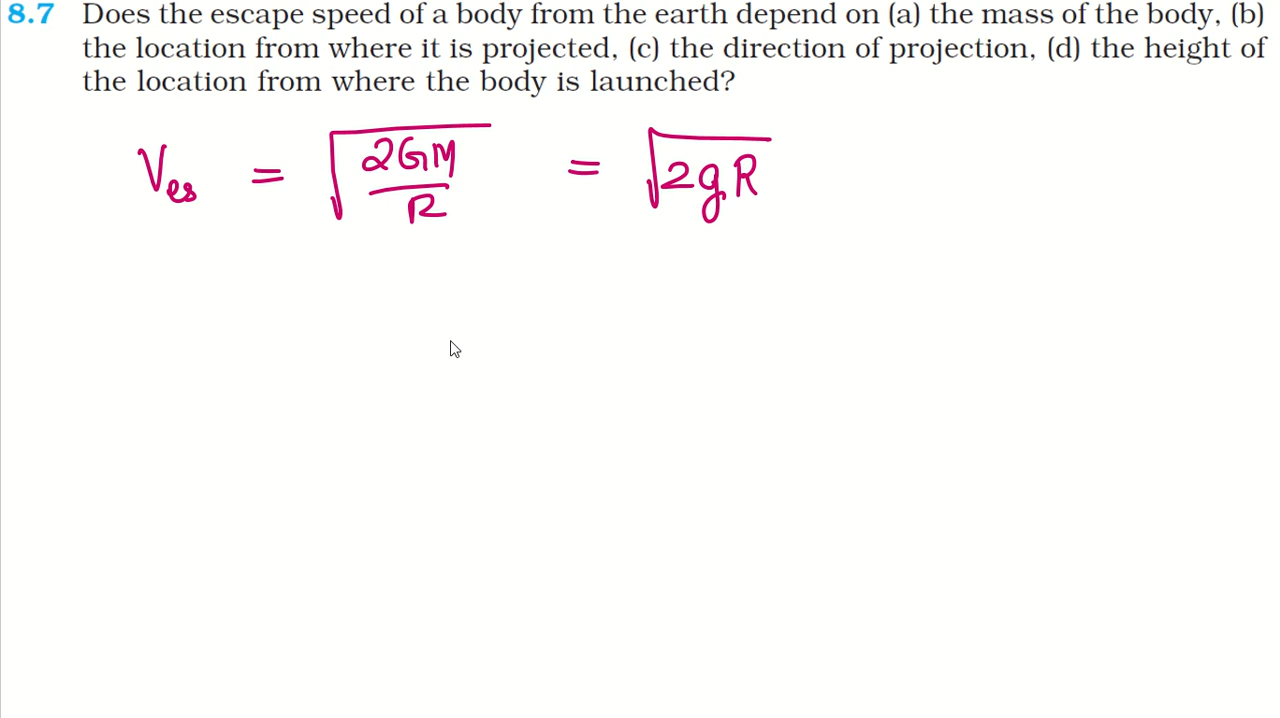 8.7 Does the escape speed of a body from the earth depend on (a) the mass of the body, (b)
the location from where it is projected, (c) the direction of projection, (d) the height of
the location from where the body is launched?
V_es = √(2GM/R) = √(2gR)